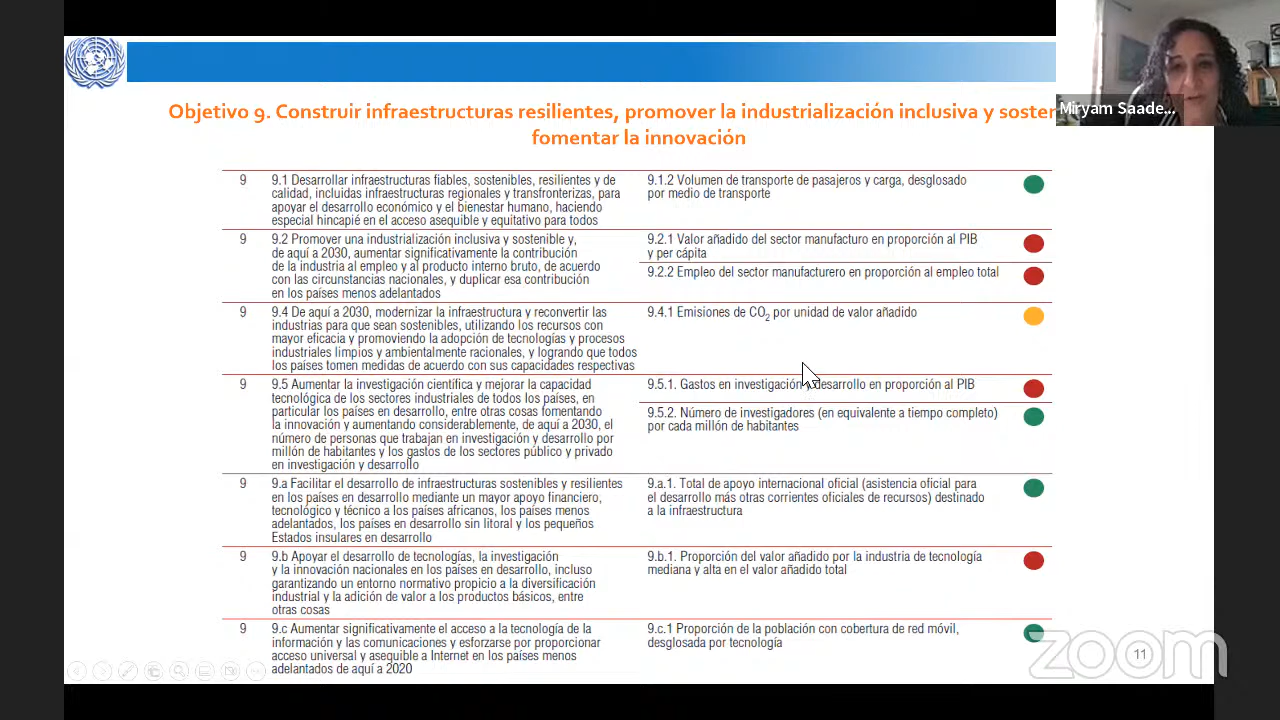 Objetivo 9. Construir infraestructuras resilientes, promover la industrialización inclusiva y
fomentar la innovación
Miryam Saade...
9
9.1 Desarrollar infraestructuras fiables, sostenibles, resilientes y de
calidad, incluidas infraestructuras regionales y transfronterizas, para
apoyar el desarrollo económico y el bienestar humano, haciendo
especial hincapié en el acceso asequible y equitativo para todos
9.1.2 Volumen de transporte de pasajeros y carga, desglosado
por medio de transporte
9
9.2 Promover una industrialización inclusiva y sostenible y,
de aquí a 2030, aumentar significativamente la contribución
de la industria al empleo y al producto interno bruto, de acuerdo
con las circunstancias nacionales, y duplicar esa contribución
en los países menos adelantados
9.2.1 Valor añadido del sector manufacturo en proporción al PIB
y per cápita
9.2.2 Empleo del sector manufacturero en proporción al empleo total
9
9.4 De aquí a 2030, modernizar la infraestructura y reconvertir las
industrias para que sean sostenibles, utilizando los recursos con
mayor eficacia y promoviendo la adopción de tecnologías y procesos
industriales limpios y ambientalmente racionales, y logrando que todos
los países tomen medidas de acuerdo con sus capacidades respectivas
9.4.1 Emisiones de CO₂ por unidad de valor añadido
9
9.5 Aumentar la investigación científica y mejorar la capacidad
tecnológica de los sectores industriales de todos los países, en
particular los países en desarrollo, entre otras cosas fomentando
la innovación y aumentando considerablemente, de aquí a 2030, el
número de personas que trabajan en investigación y desarrollo por
millón de habitantes y los gastos de los sectores público y privado
en investigación y desarrollo
9.5.1. Gastos en investigación y desarrollo en proporción al PIB
9.5.2. Número de investigadores (en equivalente a tiempo completo)
por cada millón de habitantes
9
9.a Facilitar el desarrollo de infraestructuras sostenibles y resilientes
en los países en desarrollo mediante un mayor apoyo financiero,
tecnológico y técnico a los países africanos, los países menos
adelantados, los países en desarrollo sin litoral y los pequeños
Estados insulares en desarrollo
9.a.1. Total de apoyo internacional oficial (asistencia oficial para
el desarrollo más otras corrientes oficiales de recursos) destinado
a la infraestructura
9
9.b Apoyar el desarrollo de tecnologías, la investigación
y la innovación nacionales en los países en desarrollo, incluso
garantizando un entorno normativo propicio a la diversificación
industrial y la adición de valor a los productos básicos, entre
otras cosas
9.b.1. Proporción del valor añadido por la industria de tecnología
mediana y alta en el valor añadido total
9
9.c Aumentar significativamente el acceso a la tecnología de la
información y las comunicaciones y esforzarse por proporcionar
acceso universal y asequible a Internet en los países menos
adelantados de aquí a 2020
9.c.1 Proporción de la población con cobertura de red móvil,
desglosada por tecnología
zoom
11